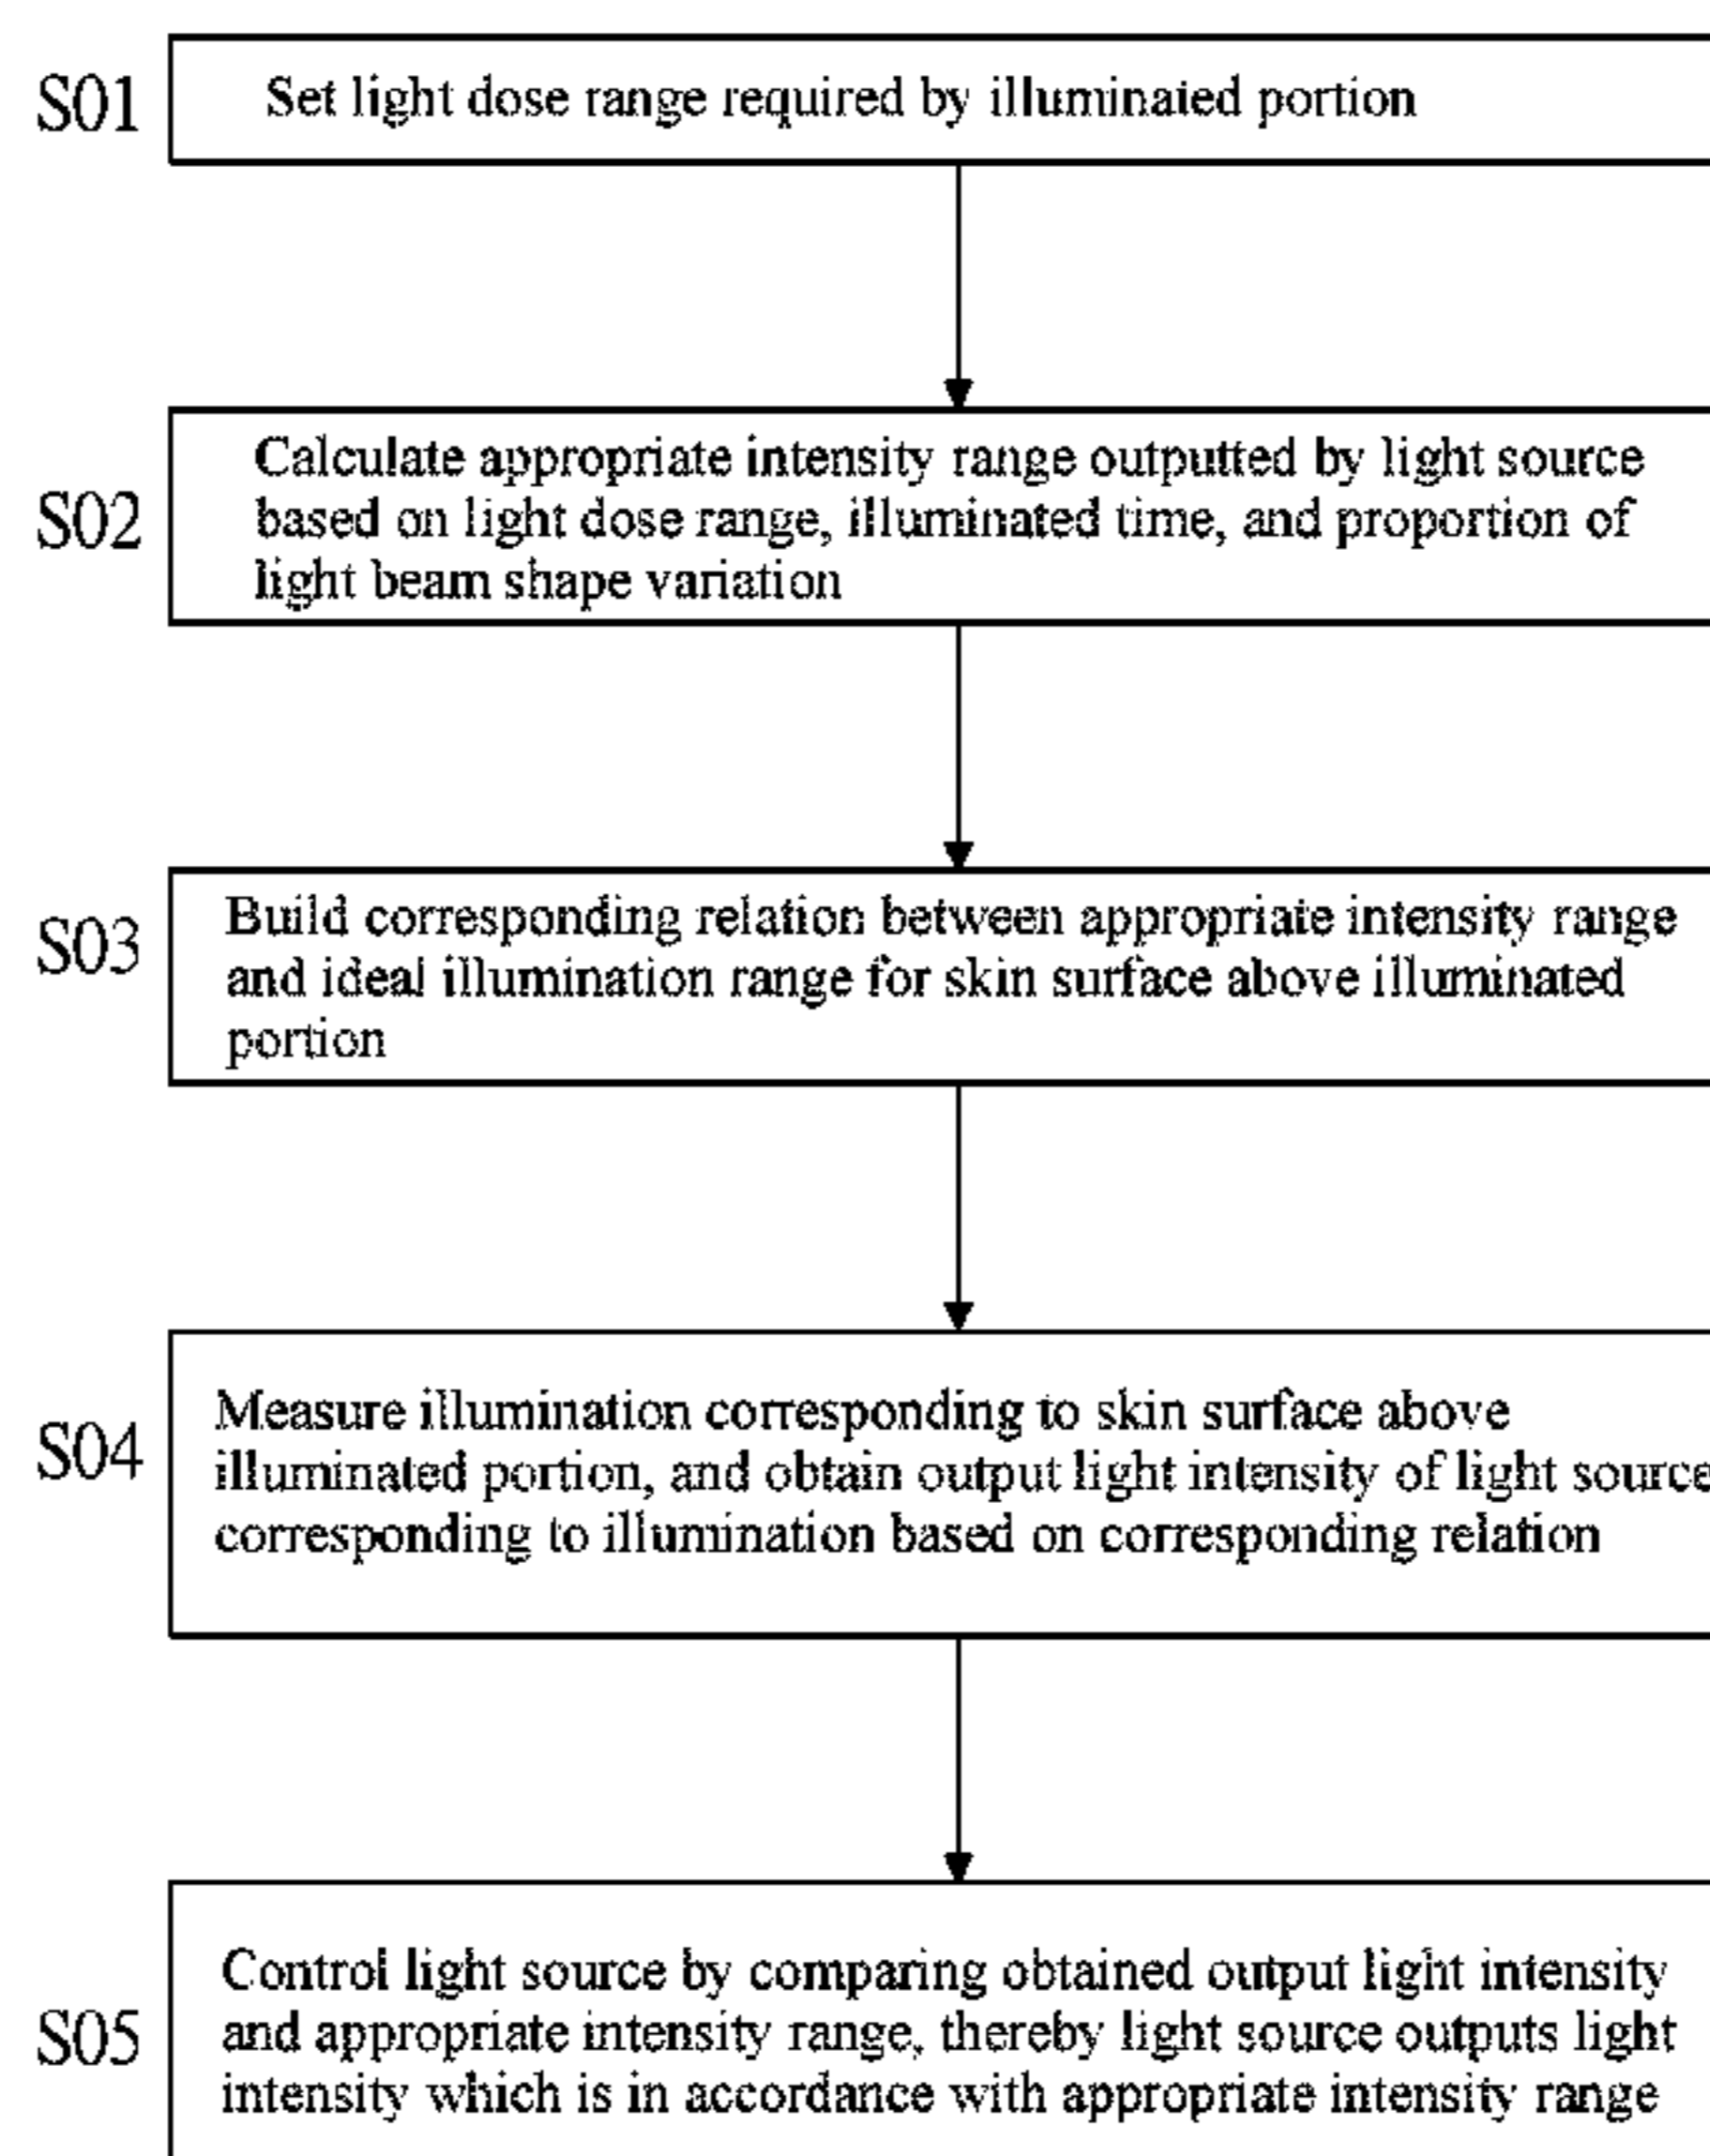 S01
Set light dose range required by illuminated portion
S02
Calculate appropriate intensity range outputted by light source
based on light dose range, illuminated time, and proportion of
light beam shape variation
S03
Build corresponding relation between appropriate intensity range
and ideal illumination range for skin surface above illuminated
portion
S04
Measure illumination corresponding to skin surface above
illuminated portion, and obtain output light intensity of light source
corresponding to illumination based on corresponding relation
S05
Control light source by comparing obtained output light intensity
and appropriate intensity range, thereby light source outputs light
intensity which is in accordance with appropriate intensity range